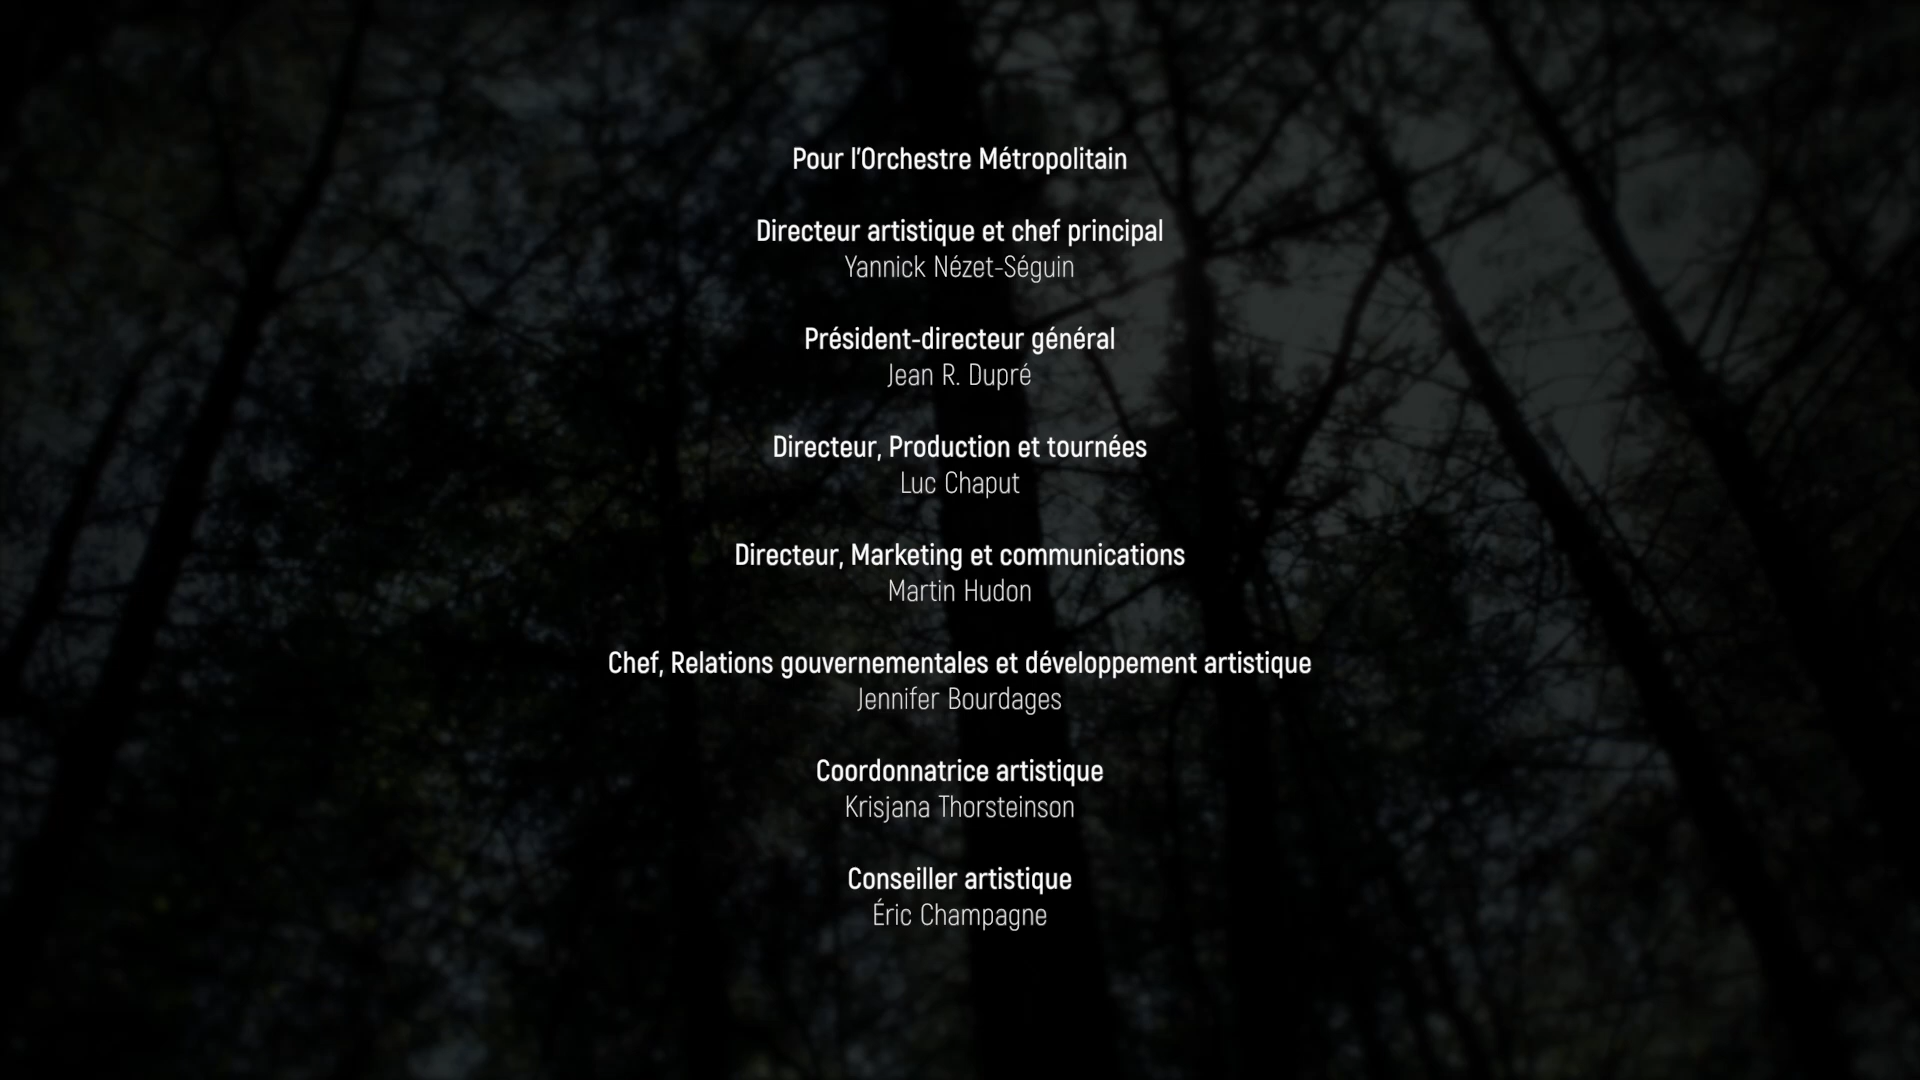 Pour l'Orchestre Métropolitain
Directeur artistique et chef principal
Yannick Nézet-Séguin
Président-directeur général
Jean R. Dupré
Directeur, Production et tournées
Luc Chaput
Directeur, Marketing et communications
Martin Hudon
Chef, Relations gouvernementales et développement artistique
Jennifer Bourdages
Coordonnatrice artistique
Krisjana Thorsteinson
Conseiller artistique
Éric Champagne